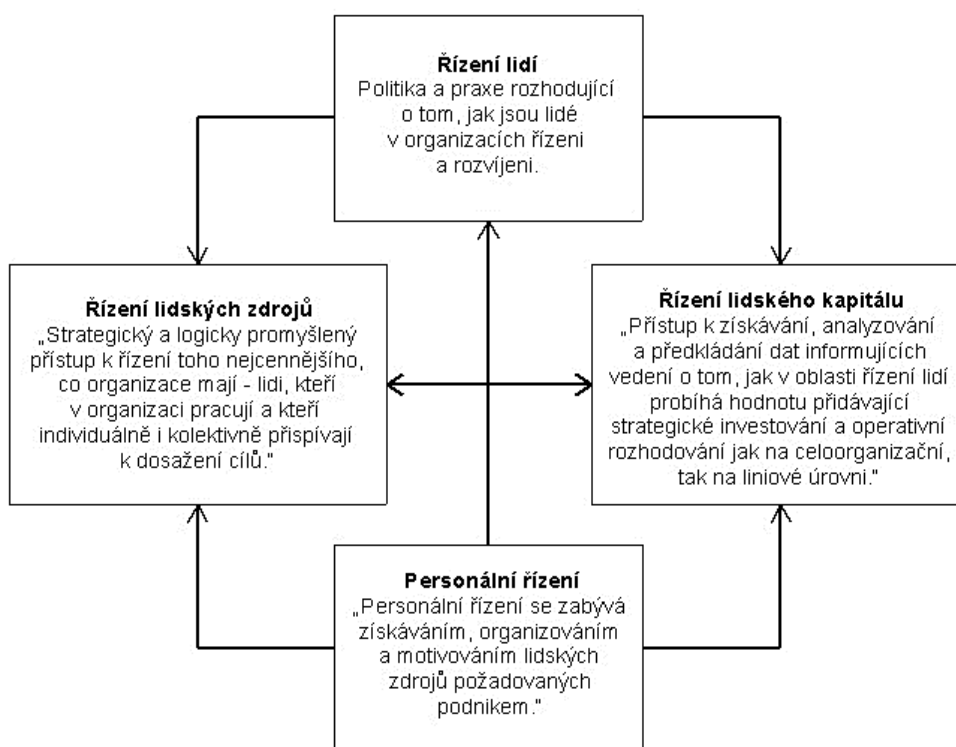 Řízení lidí
Politika a praxe rozhodující
o tom, jak jsou lidé
v organizacích řízeni
a rozvíjeni.
Řízení lidských zdrojů
„Strategický a logicky promyšlený
přístup k řízení toho nejcennějšího,
co organizace mají - lidi, kteří
v organizaci pracují a kteří
individuálně i kolektivně přispívají
k dosažení cílů."
Řízení lidského kapitálu
„Přístup k získávání, analyzování
a předkládání dat informujících
vedení o tom, jak v oblasti řízení lidí
probíhá hodnotu přidávající
strategické investování a operativní
rozhodování jak na celoorganizační,
tak na liniové úrovni."
Personální řízení
„Personální řízení se zabývá
získáváním, organizováním
a motivováním lidských
zdrojů požadovaných
podnikem."